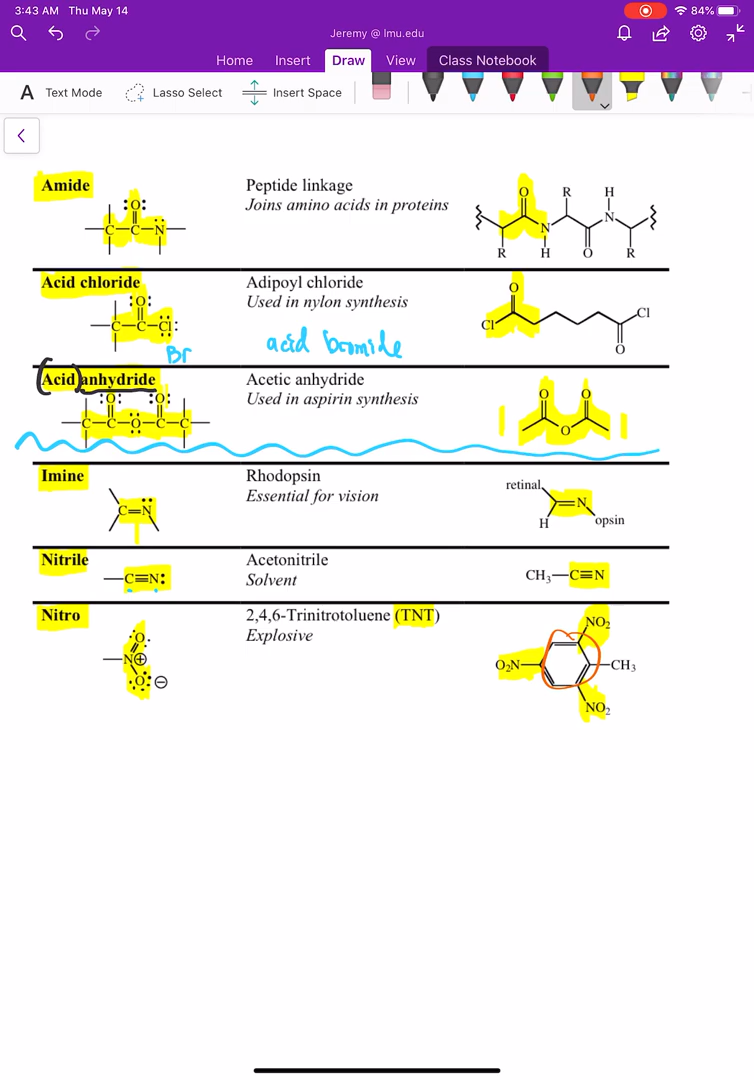 3:43 AM Thu May 14
84%
Jeremy @ lmu.edu
Home Insert Draw View Class Notebook
A Text Mode Lasso Select Insert Space
Amide
Peptide linkage
Joins amino acids in proteins
:O:
—C—C—N—
O R H
N N
R H O R
Acid chloride
Adipoyl chloride
Used in nylon synthesis
:O:
—C—C—Cl:
Br
acid bromide
O
Cl Cl
O
(Acid) anhydride
Acetic anhydride
Used in aspirin synthesis
:O: :O:
—C—C—O—C—C—
O O
O
Imine
Rhodopsin
Essential for vision
C=N
retinal
N
H opsin
Nitrile
Acetonitrile
Solvent
—C≡N:
CH₃—C≡N
Nitro
2,4,6-Trinitrotoluene (TNT)
Explosive
O
—N⊕
O ⊖
NO₂
O₂N CH₃
NO₂